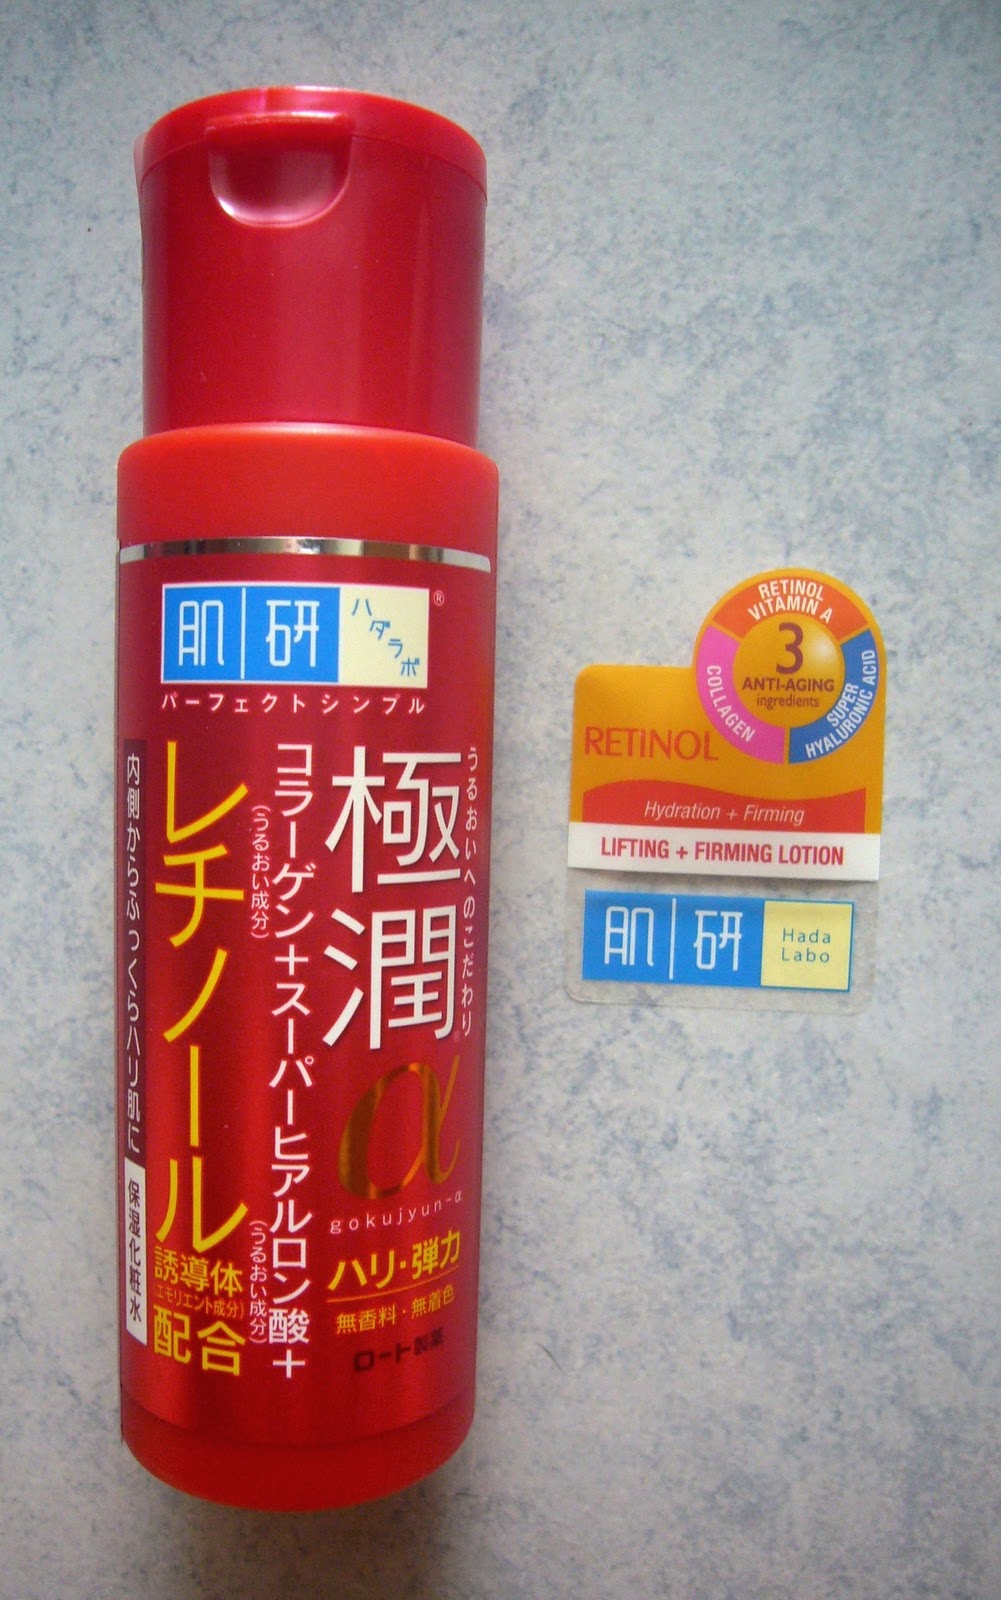 肌研
ハダラボ
®
パーフェクトシンプル
うるおいへのこだわり
極潤
α
gokujyun-α
ハリ・弾力
無香料・無着色
ロート製薬
コラーゲン+スーパーヒアルロン酸+
(うるおい成分)
(うるおい成分)
レチノール
誘導体
(エモリエント成分)
配合
内側からふっくらハリ肌に
保湿化粧水
RETINOL
VITAMIN A
3
ANTI-AGING
ingredients
COLLAGEN
SUPER
HYALURONIC ACID
RETINOL
Hydration + Firming
LIFTING + FIRMING LOTION
肌研
Hada
Labo